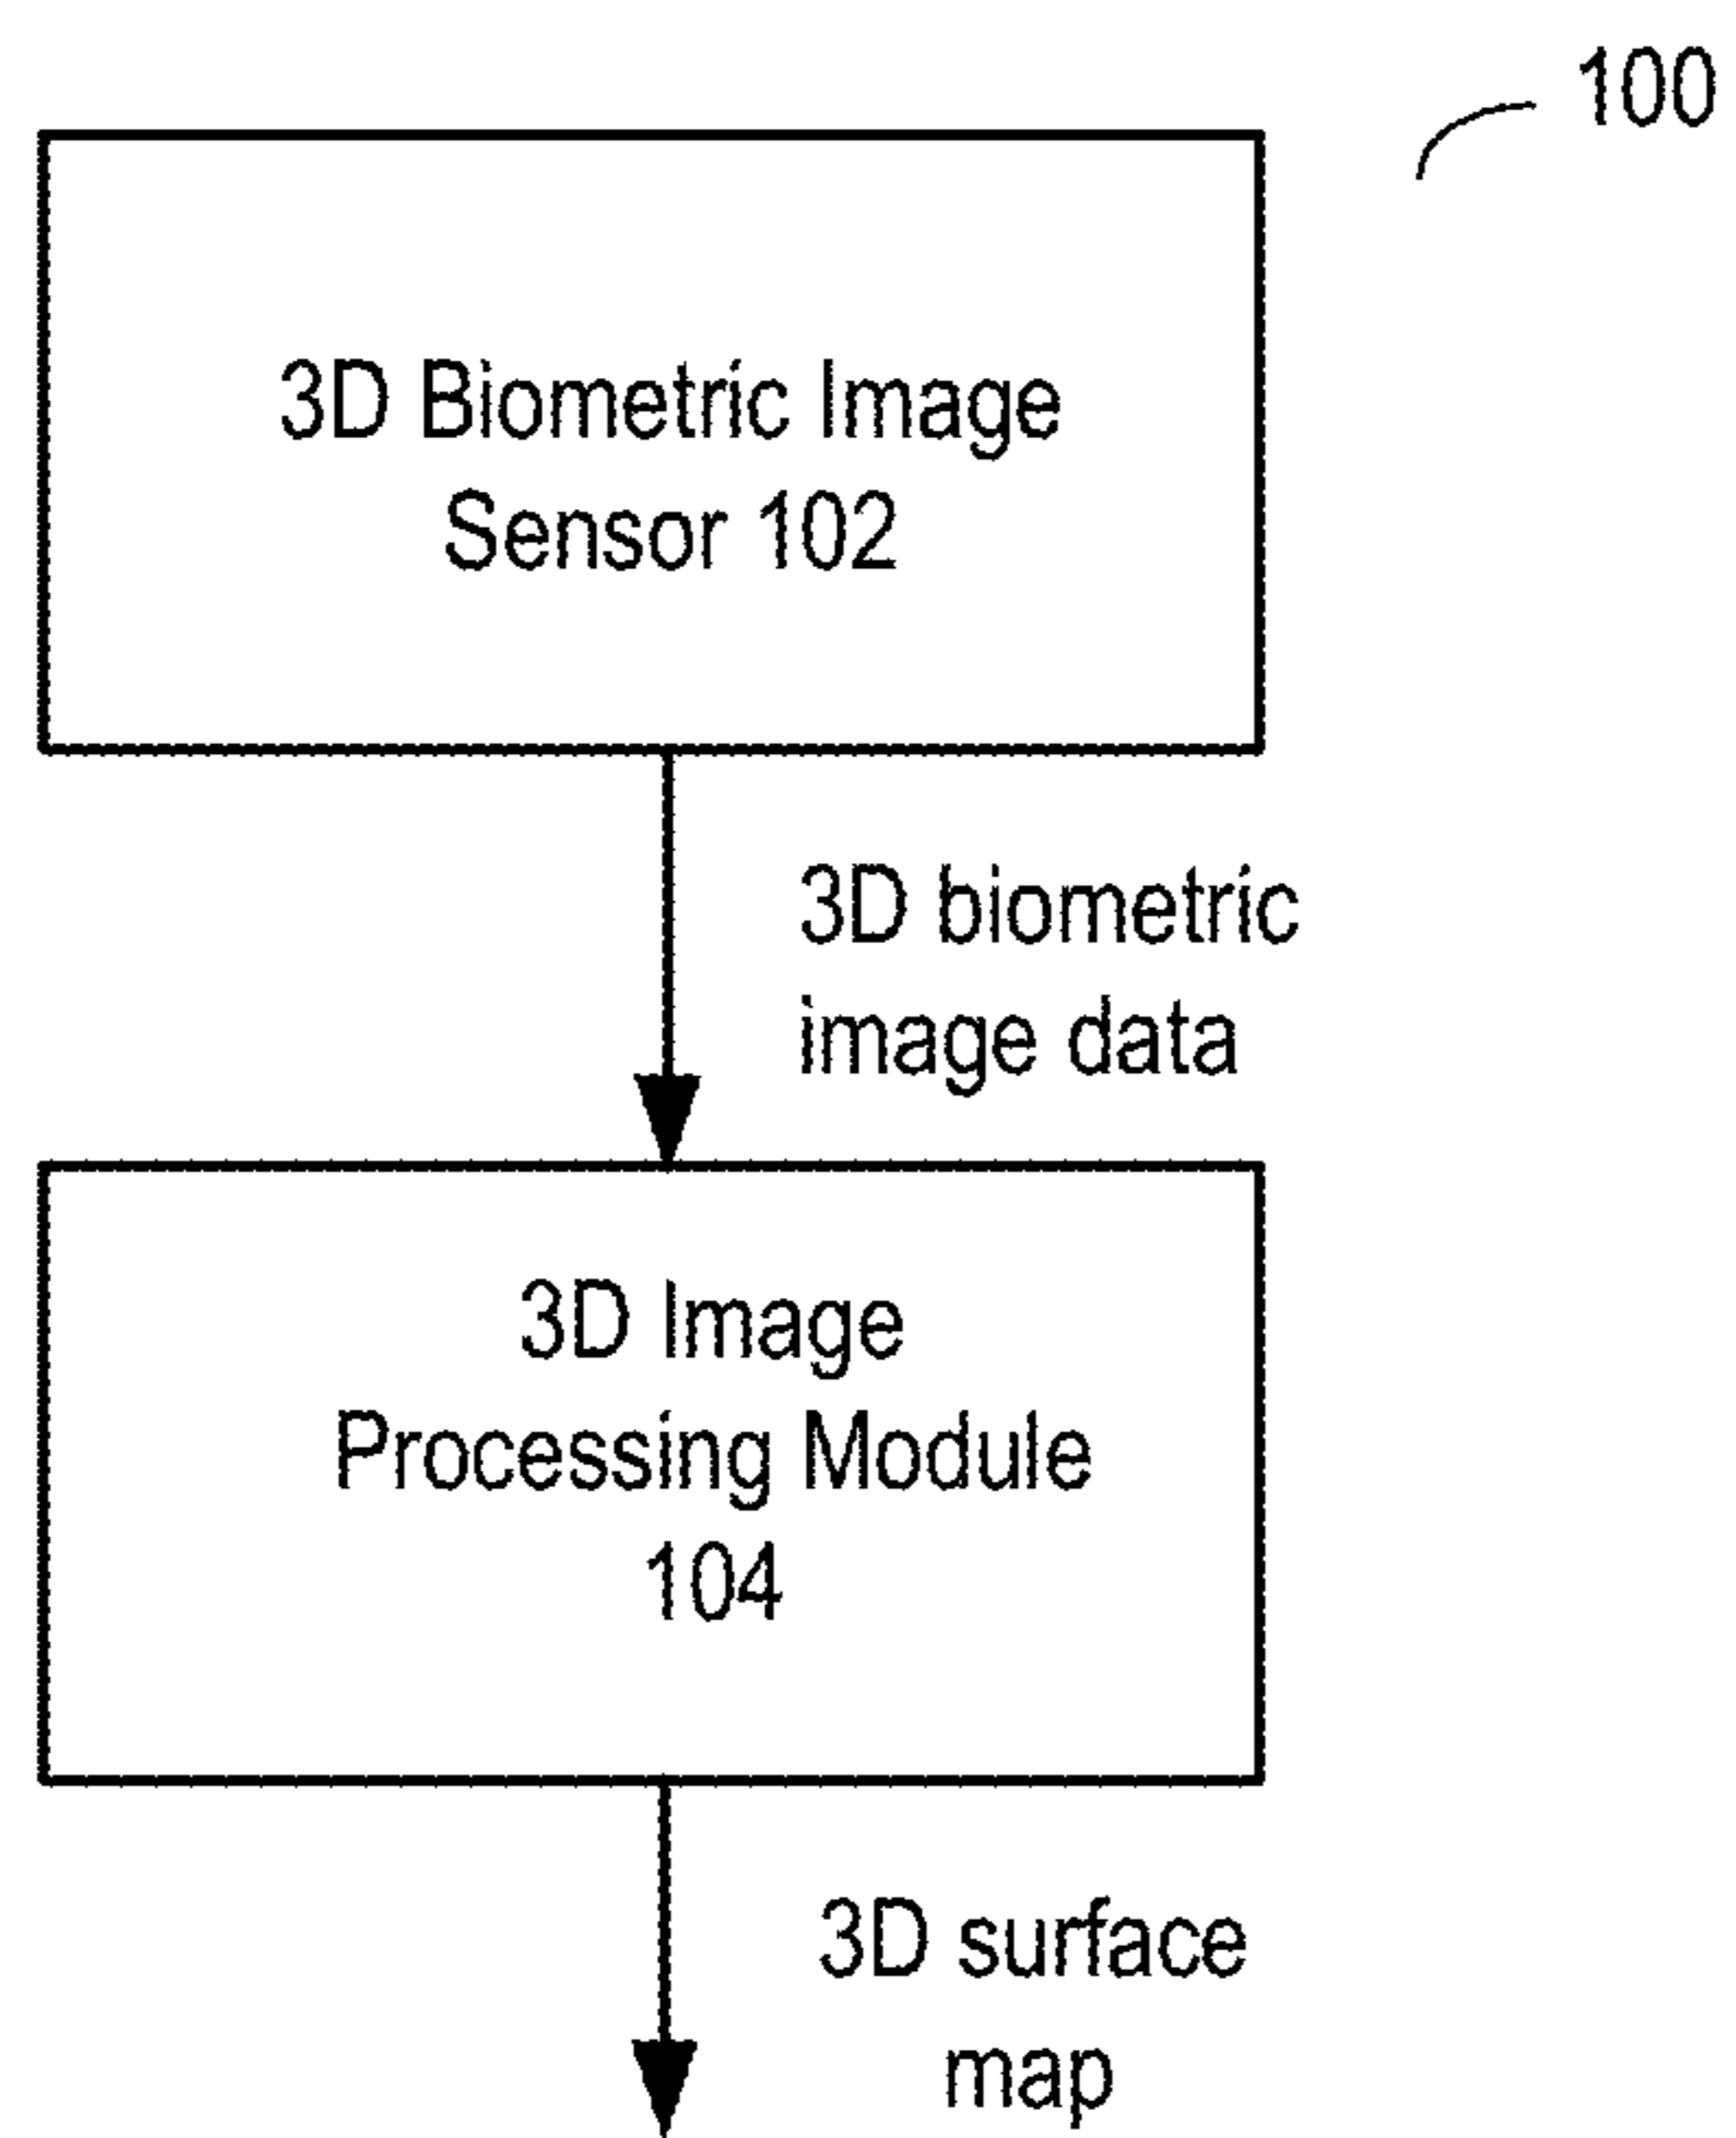 100
3D Biometric Image
Sensor 102
3D biometric
image data
3D Image
Processing Module
104
3D surface
map